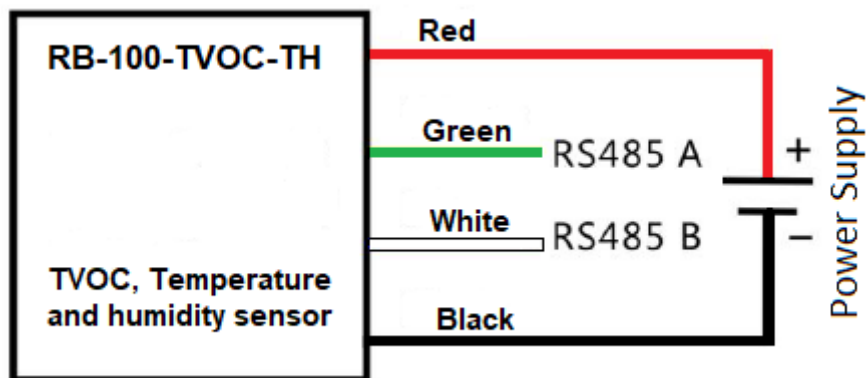 Red
RB-100-TVOC-TH
Green
RS485 A
+
White
RS485 B
−
TVOC, Temperature
and humidity sensor
Black
Power Supply